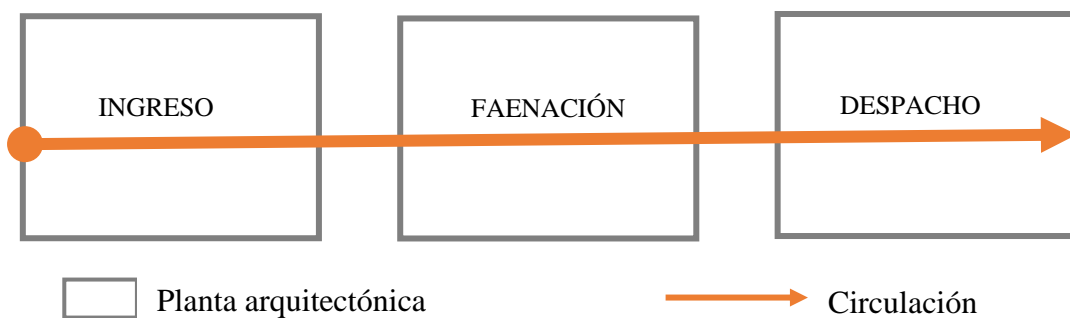 INGRESO
FAENACIÓN
DESPACHO
Planta arquitectónica
Circulación